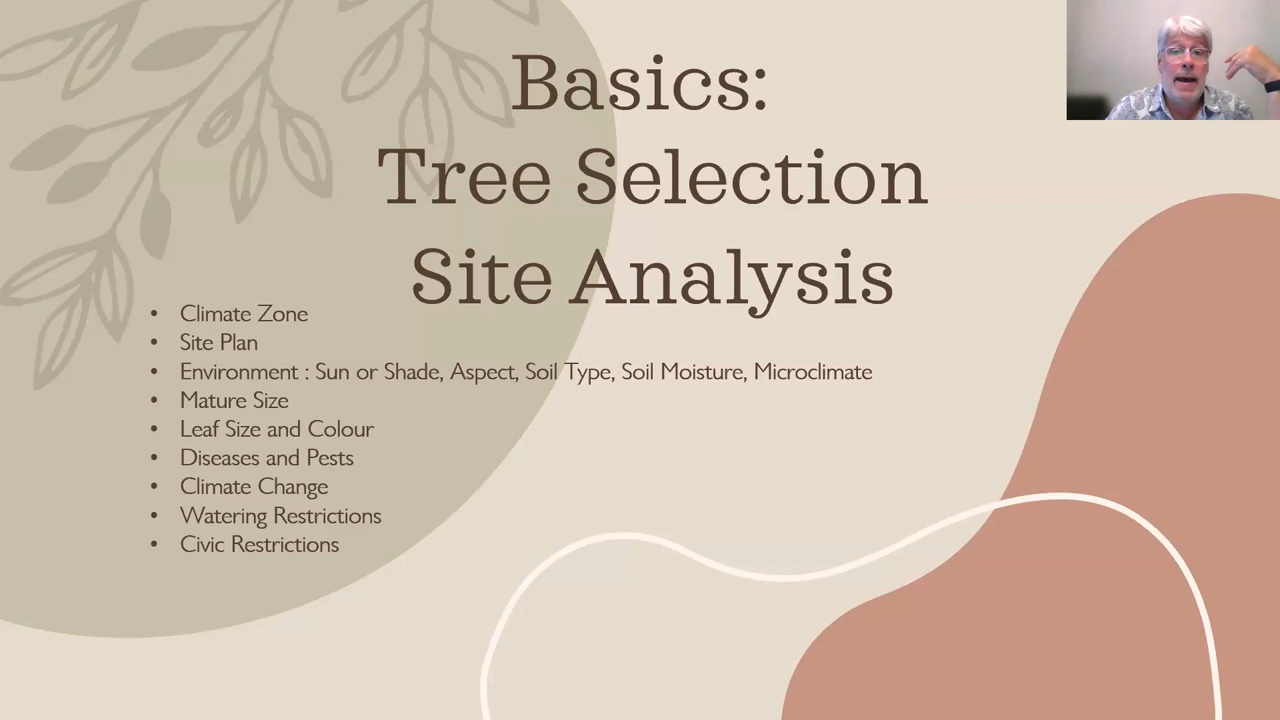 Basics:
Tree Selection
Site Analysis
• Climate Zone
• Site Plan
• Environment : Sun or Shade, Aspect, Soil Type, Soil Moisture, Microclimate
• Mature Size
• Leaf Size and Colour
• Diseases and Pests
• Climate Change
• Watering Restrictions
• Civic Restrictions